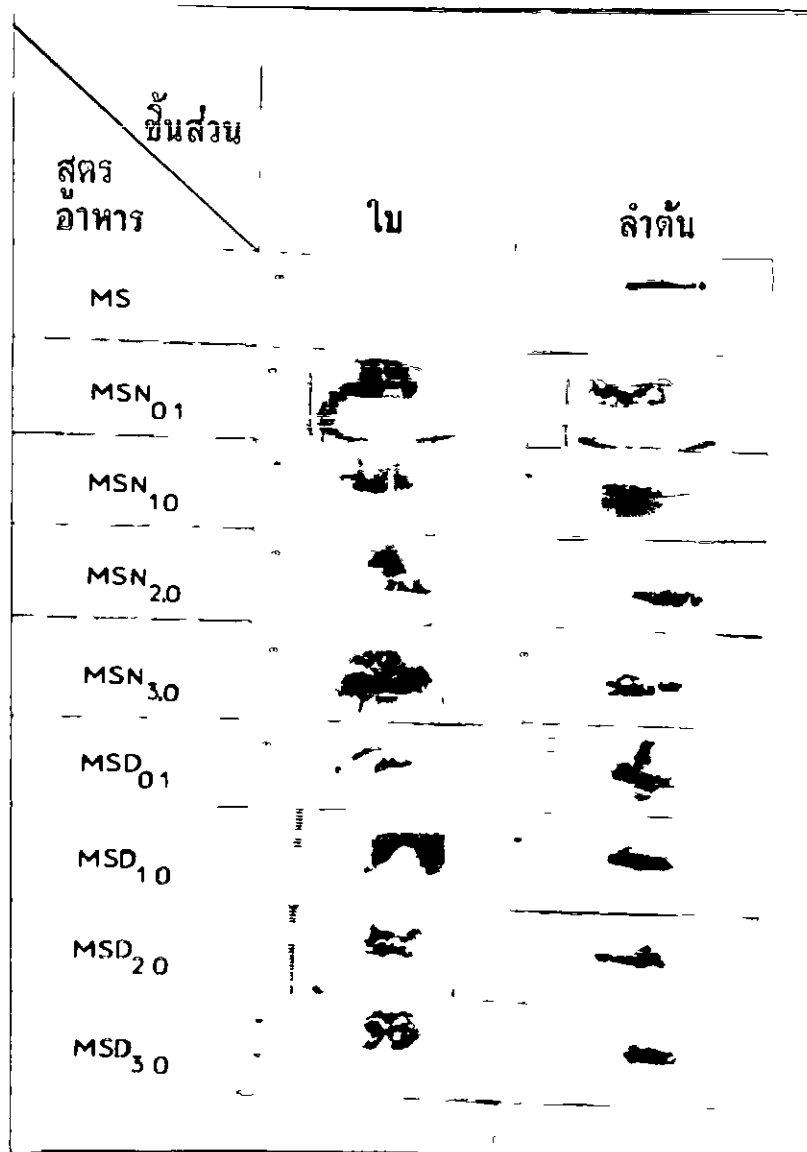 ชิ้นส่วน
สูตร
อาหาร
ใบ
ลำต้น
MS
MSN0 1
MSN1 0
MSN2.0
MSN3.0
MSD0 1
MSD1 0
MSD2 0
MSD3 0